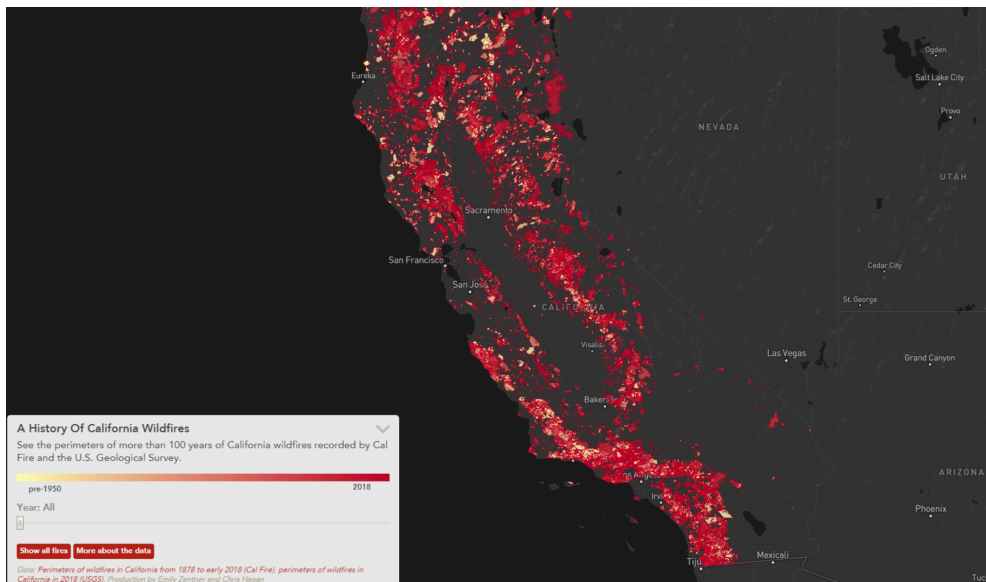 Ogden
Eureka
Salt Lake City
Provo
NEVADA
UTAH
Sacramento
San Francisco
Cedar City
San José
St. George
CALIFORNIA
Visalia
Las Vegas
Grand Canyon
A History Of California Wildfires
See the perimeters of more than 100 years of California wildfires recorded by Cal
Fire and the U.S. Geological Survey.
pre-1950
2018
ARIZONA
Year: All
Phoenix
Show all fires
More about the data
Mexicali
Data: Perimeters of wildfires in California from 1878 to early 2018 (Cal Fire), perimeters of wildfires in
California in 2018 (USGS). Production by Emily Zentner and Chris Hagan